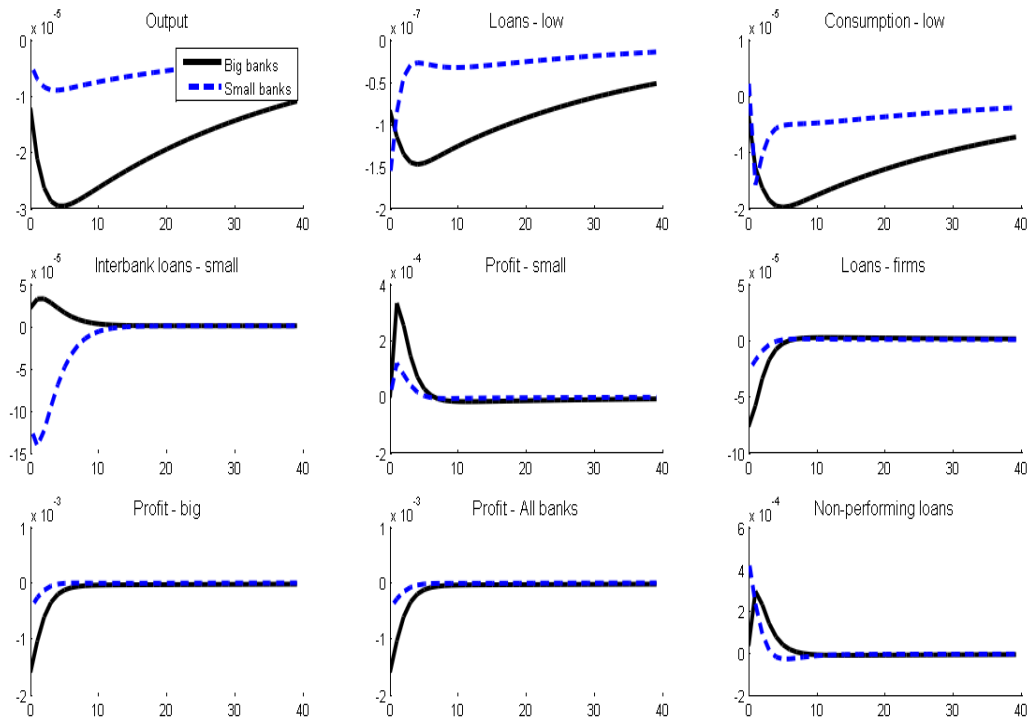 x 10^-5 Output
0
-1
-2
-3
0 10 20 30 40
Big banks
Small banks
x 10^-7 Loans - low
0
-0.5
-1
-1.5
-2
0 10 20 30 40
x 10^-5 Consumption - low
1
0
-1
-2
0 10 20 30 40
x 10^-5 Interbank loans - small
5
0
-5
-10
-15
0 10 20 30 40
x 10^-4 Profit - small
4
2
0
-2
0 10 20 30 40
x 10^-5 Loans - firms
5
0
-5
-10
0 10 20 30 40
x 10^-3 Profit - big
1
0
-1
-2
0 10 20 30 40
x 10^-3 Profit - All banks
1
0
-1
-2
0 10 20 30 40
x 10^-4 Non-performing loans
6
4
2
0
-2
0 10 20 30 40